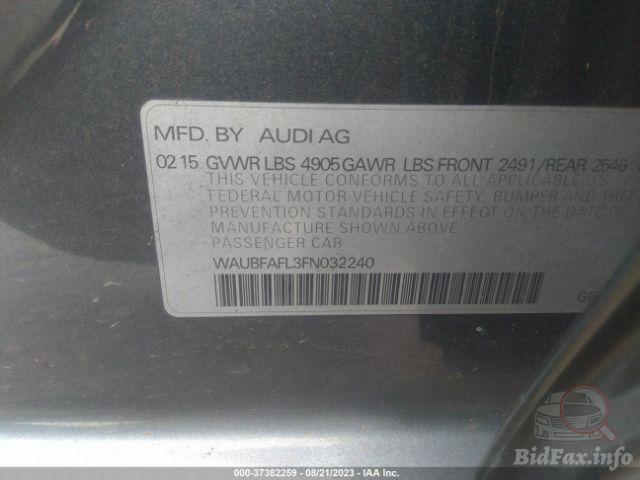 MFD. BY AUDI AG
02 15 GVWR LBS 4905 GAWR LBS FRONT 2491/REAR 2546
THIS VEHICLE CONFORMS TO ALL APPLICABLE U.S.
FEDERAL MOTOR VEHICLE SAFETY, BUMPER AND THEFT
PREVENTION STANDARDS IN EFFECT ON THE DATE OF
MANUFACTURE SHOWN ABOVE
PASSENGER CAR
WAUBFAFL3FN032240
GE
BidFax.info
000-37382259 - 08/21/2023 - IAA Inc.